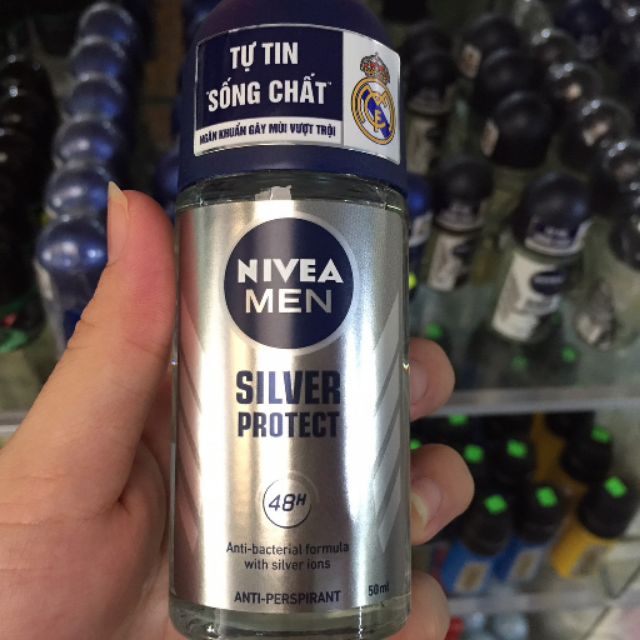 TỰ TIN
"SỐNG CHẤT"
NGĂN KHUẨN GÂY MÙI VƯỢT TRỘI
NIVEA
MEN
SILVER
PROTECT
48H
Anti-bacterial formula
with silver ions
ANTI-PERSPIRANT
50ml